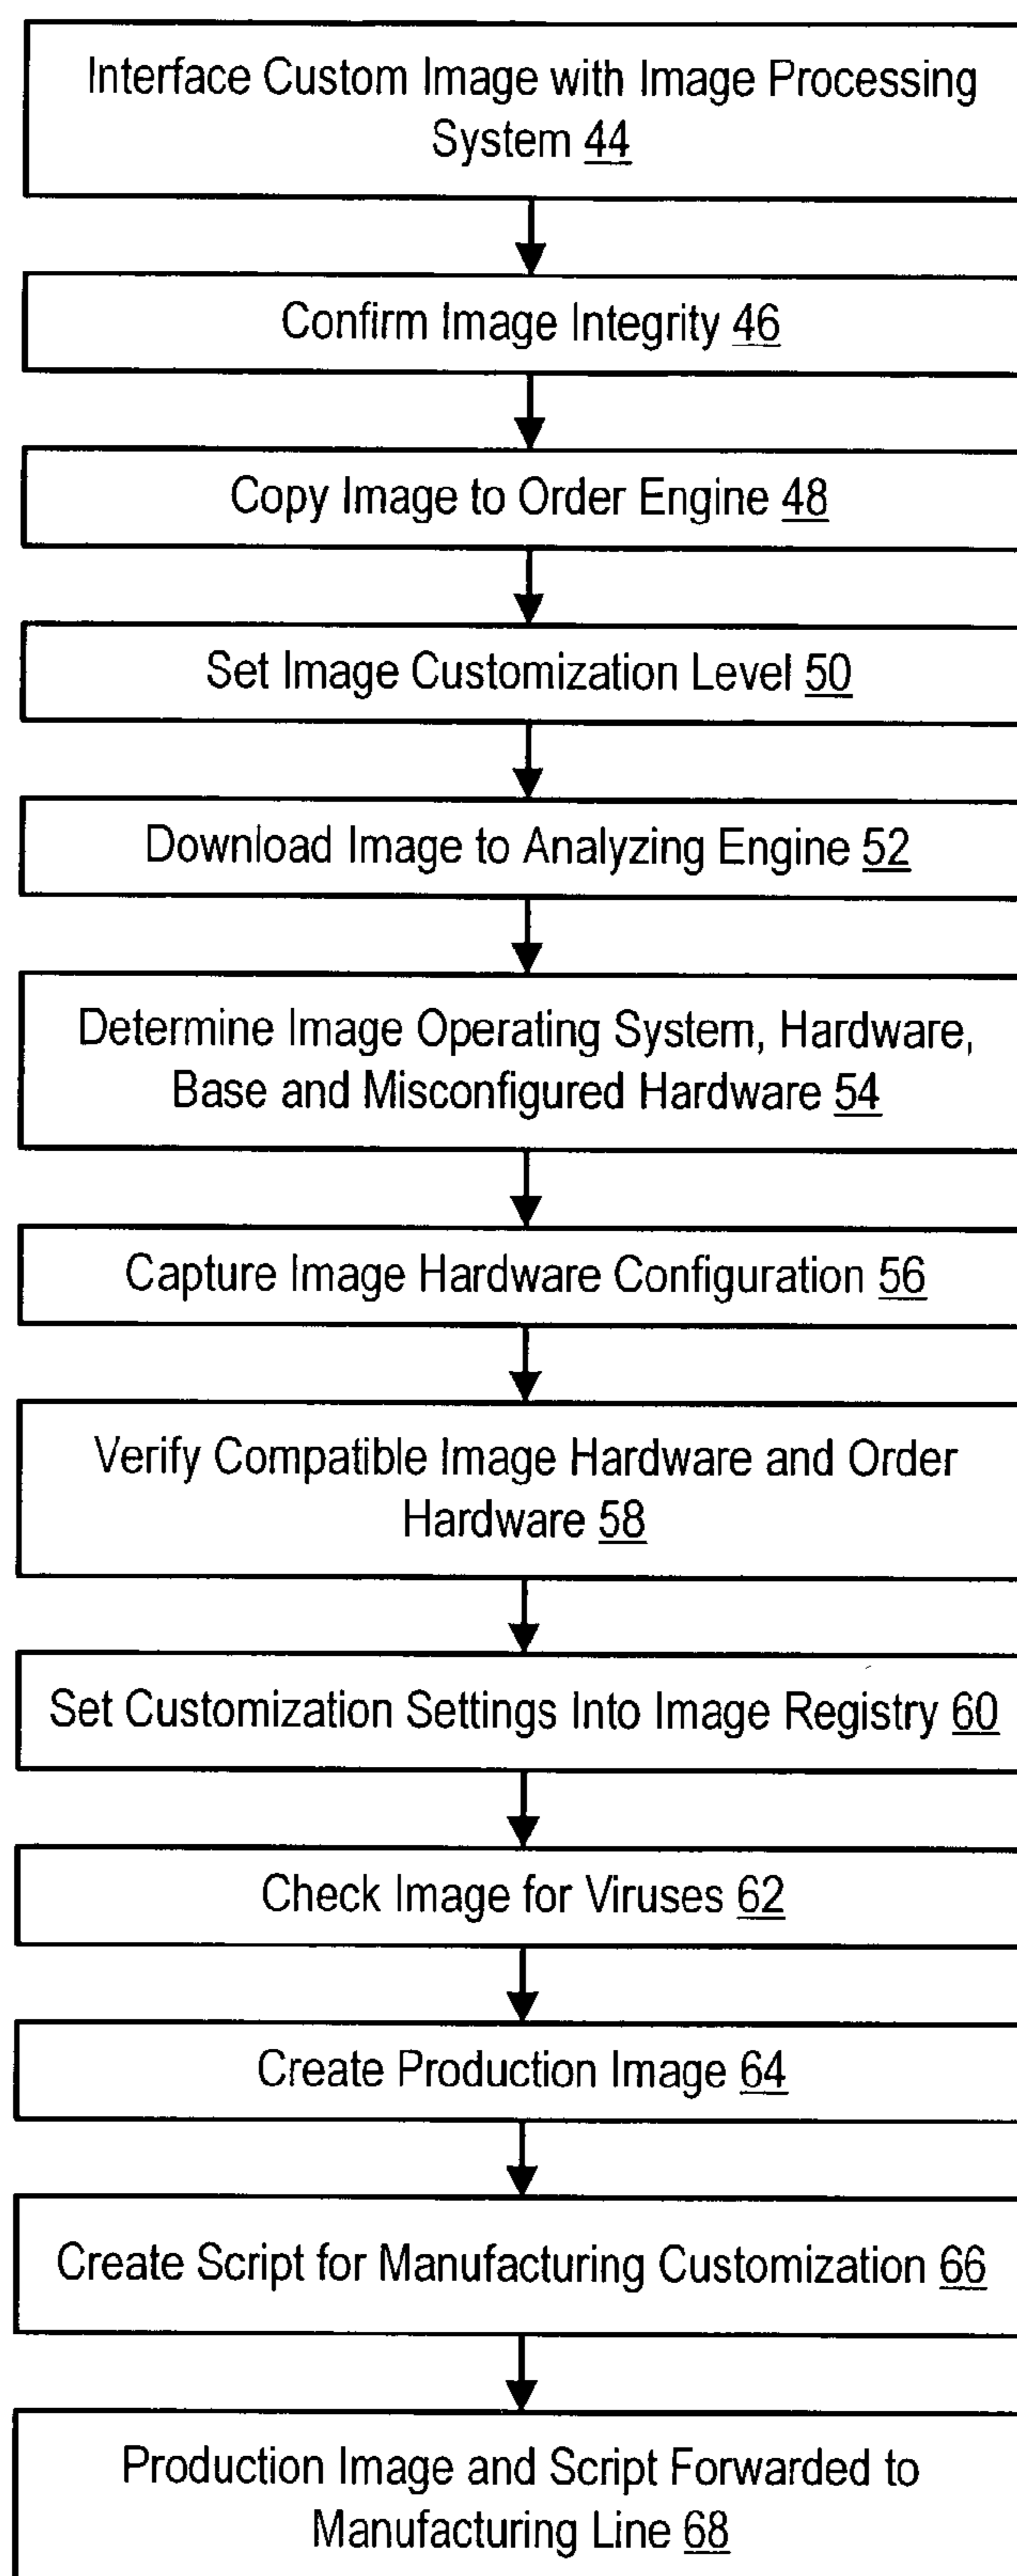 Interface Custom Image with Image Processing
System 44
Confirm Image Integrity 46
Copy Image to Order Engine 48
Set Image Customization Level 50
Download Image to Analyzing Engine 52
Determine Image Operating System, Hardware,
Base and Misconfigured Hardware 54
Capture Image Hardware Configuration 56
Verify Compatible Image Hardware and Order
Hardware 58
Set Customization Settings Into Image Registry 60
Check Image for Viruses 62
Create Production Image 64
Create Script for Manufacturing Customization 66
Production Image and Script Forwarded to
Manufacturing Line 68